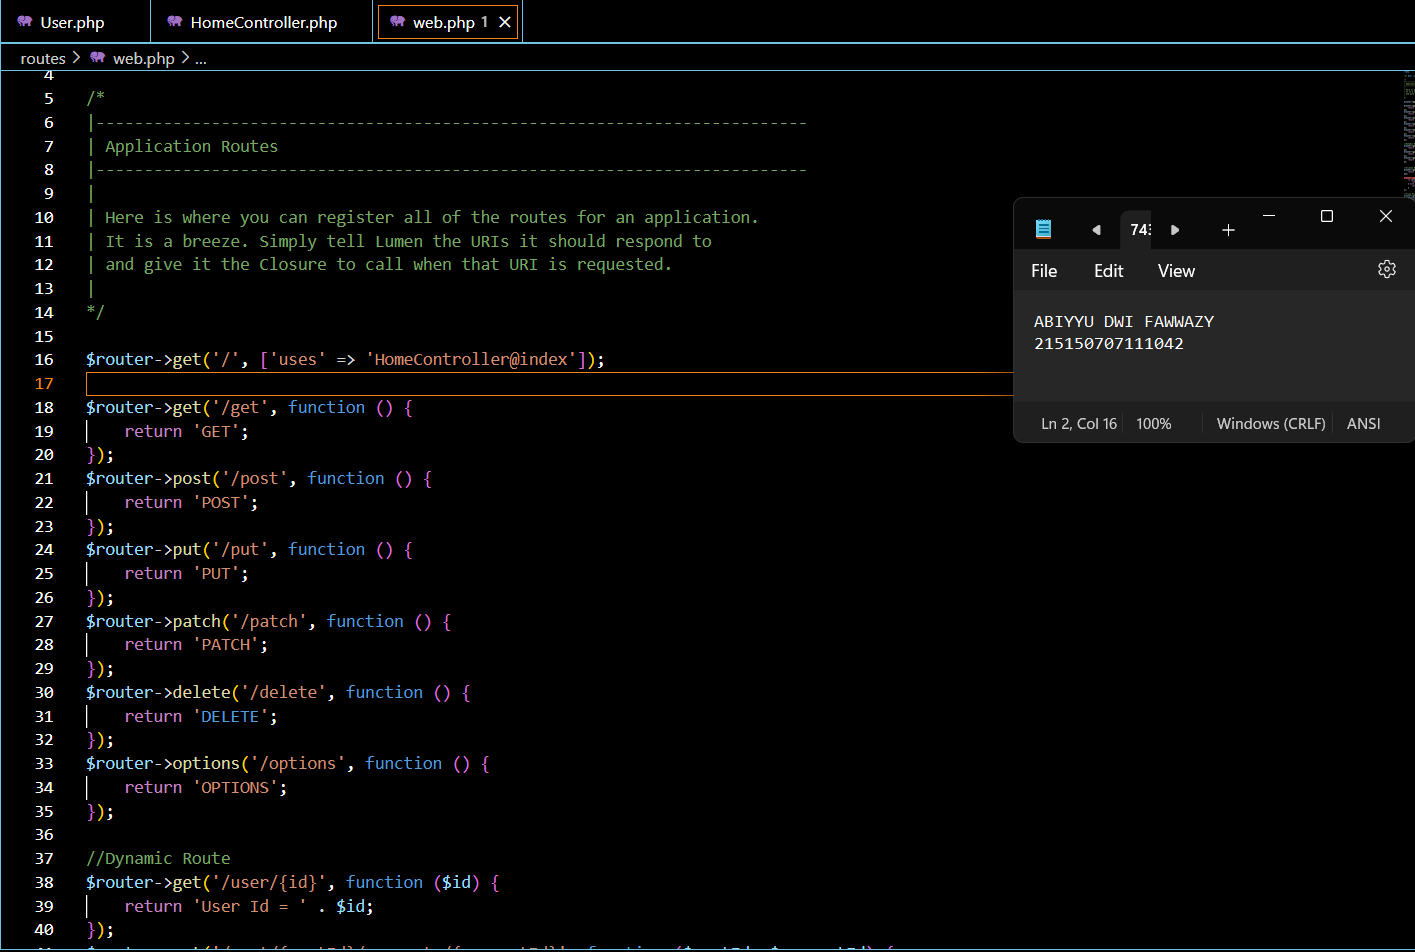 User.php
HomeController.php
web.php 1
routes > web.php > ...
4
5 /*
6 |--------------------------------------------------------------------------
7 | Application Routes
8 |--------------------------------------------------------------------------
9 |
10 | Here is where you can register all of the routes for an application.
11 | It is a breeze. Simply tell Lumen the URIs it should respond to
12 | and give it the Closure to call when that URI is requested.
13 |
14 */
15
16 $router->get('/', ['uses' => 'HomeController@index']);
17
18 $router->get('/get', function () {
19     return 'GET';
20 });
21 $router->post('/post', function () {
22     return 'POST';
23 });
24 $router->put('/put', function () {
25     return 'PUT';
26 });
27 $router->patch('/patch', function () {
28     return 'PATCH';
29 });
30 $router->delete('/delete', function () {
31     return 'DELETE';
32 });
33 $router->options('/options', function () {
34     return 'OPTIONS';
35 });
36
37 //Dynamic Route
38 $router->get('/user/{id}', function ($id) {
39     return 'User Id = ' . $id;
40 });
743
File Edit View
ABIYYU DWI FAWWAZY
215150707111042
Ln 2, Col 16 100% Windows (CRLF) ANSI